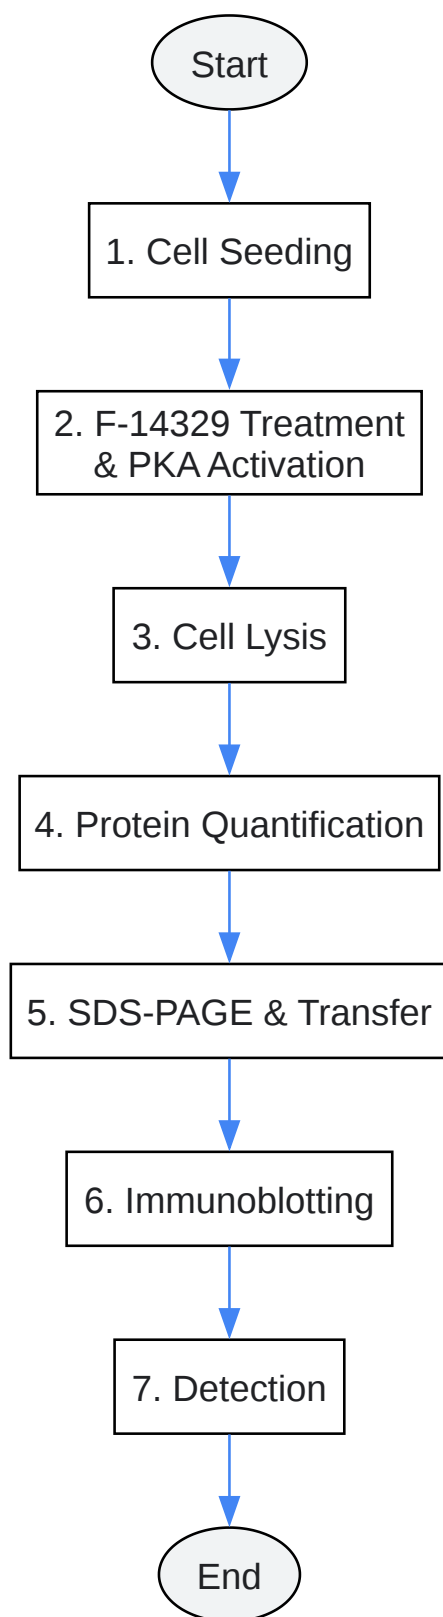 Start
1. Cell Seeding
2. F-14329 Treatment
& PKA Activation
3. Cell Lysis
4. Protein Quantification
5. SDS-PAGE & Transfer
6. Immunoblotting
7. Detection
End